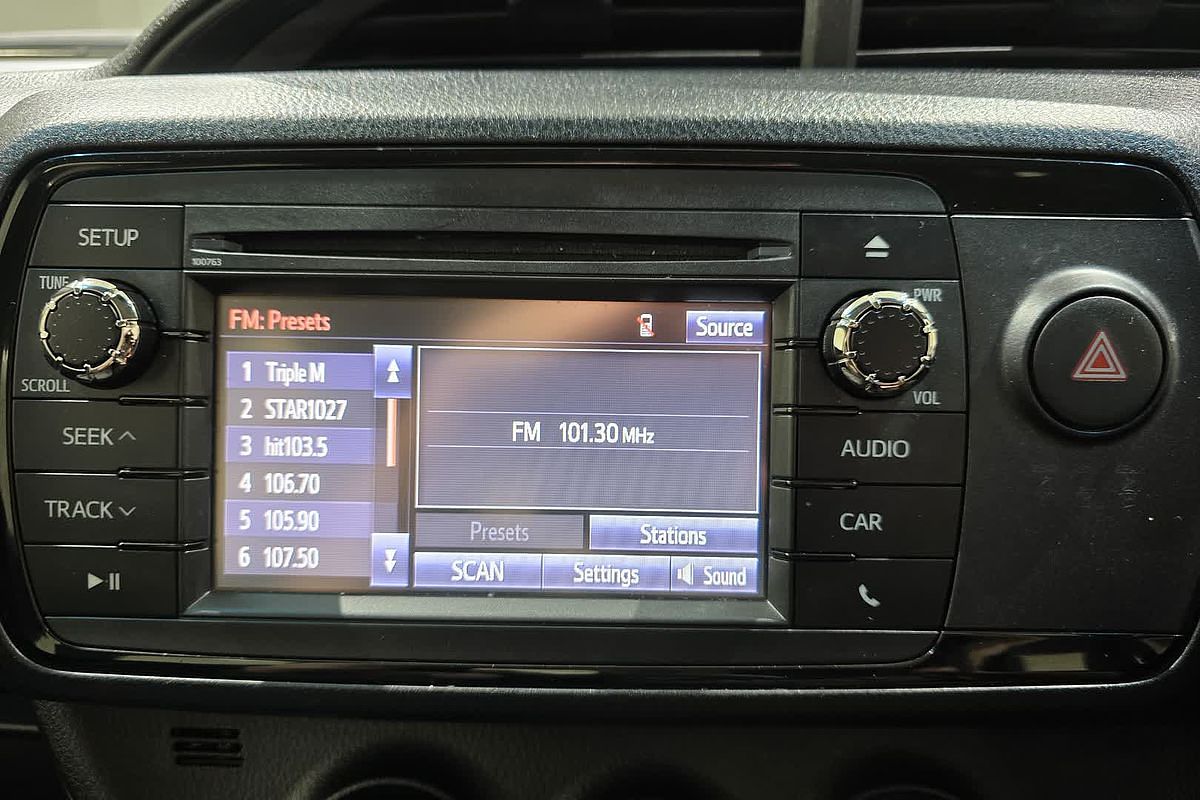 SETUP
100763
TUNE
SCROLL
SEEK
TRACK
FM: Presets
Source
1 Triple M
2 STAR1027
3 hit103.5
4 106.70
5 105.90
6 107.50
FM 101.30 MHz
Presets
Stations
SCAN
Settings
Sound
PWR
VOL
AUDIO
CAR